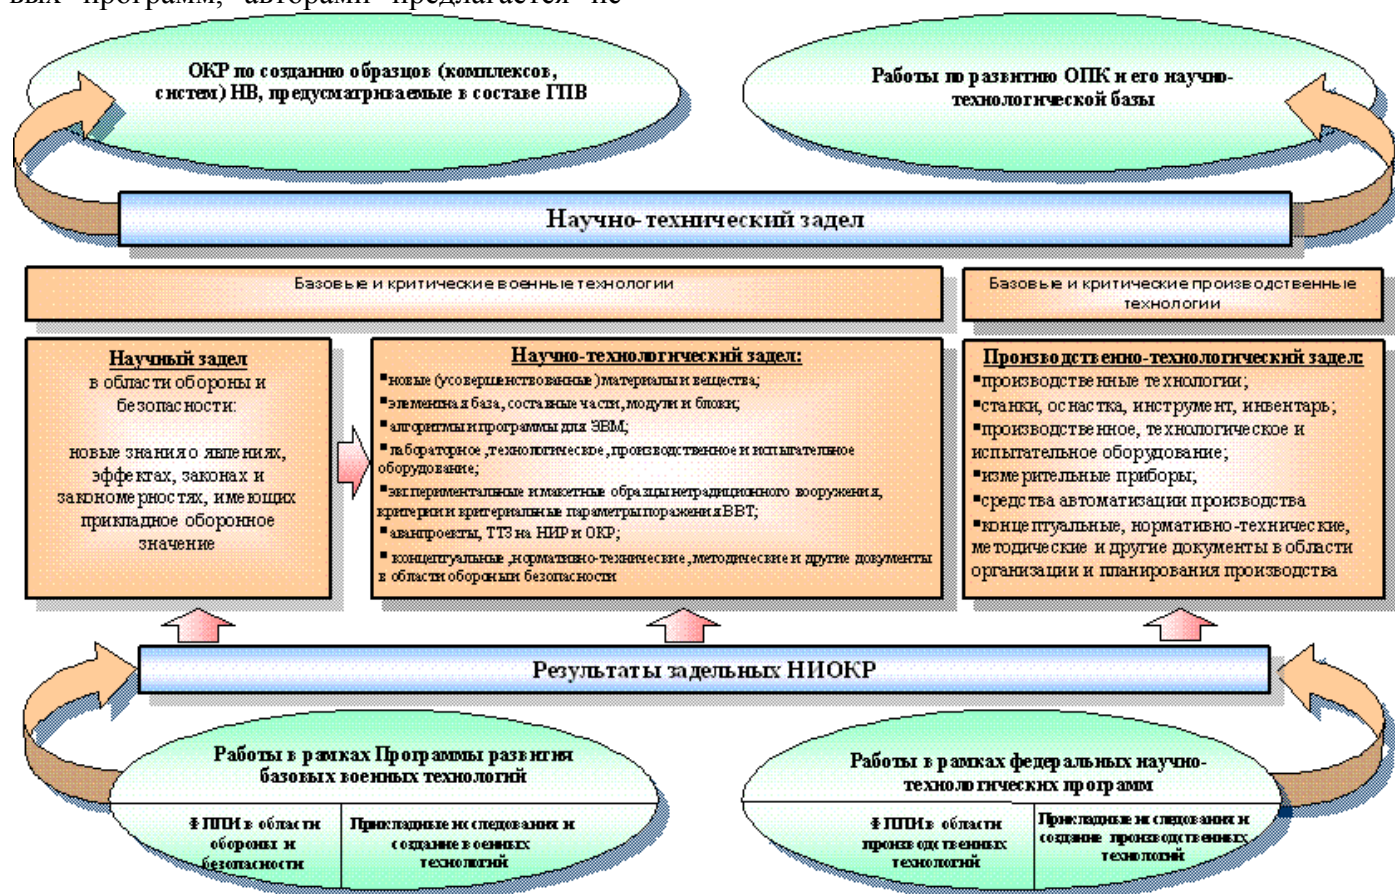 вых программ, авторами предлагается не
ОКР по созданию образцов (комплексов,
систем) НВ, предусматриваемые в составе ГПВ
Работы по развитию ОПК и его научно-
технологической базы
Научно-технический задел
Базовые и критические военные технологии
Базовые и критические производственные
технологии
Научный задел
в области обороны и
безопасности:
новые знания о явлениях,
эффектах, законах и
закономерностях, имеющих
прикладное оборонное
значение
Научно-технологический задел:
▪новые (усовершенствованные) материалы и вещества;
▪элементная база, составные части, модули и блоки;
▪алгоритмы и программы для ЭВМ;
▪лабораторное, технологическое, производственное и испытательное
оборудование;
▪экспериментальные и макетные образцы нетрадиционного вооружения,
критерии и критериальные параметры поражения ВВТ;
▪аванпроекты, ТТЗ на НИР и ОКР;
▪ концептуальные, нормативно-технические, методические и другие документы
в области обороны и безопасности
Производственно-технологический задел:
▪производственные технологии;
▪станки, оснастка, инструмент, инвентарь;
▪производственное, технологическое и
испытательное оборудование;
▪измерительные приборы;
▪средства автоматизации производства
▪концептуальные, нормативно-технические,
методические и другие документы в области
организации и планирования производства
Результаты задельных НИОКР
Работы в рамках Программы развития
базовых военных технологий
ФППИ в области
обороны и
безопасности
Прикладные исследования и
создание военных
технологий
Работы в рамках федеральных научно-
технологических программ
ФППИ в области
производственных
технологий
Прикладные исследования и
создание производственных
технологий